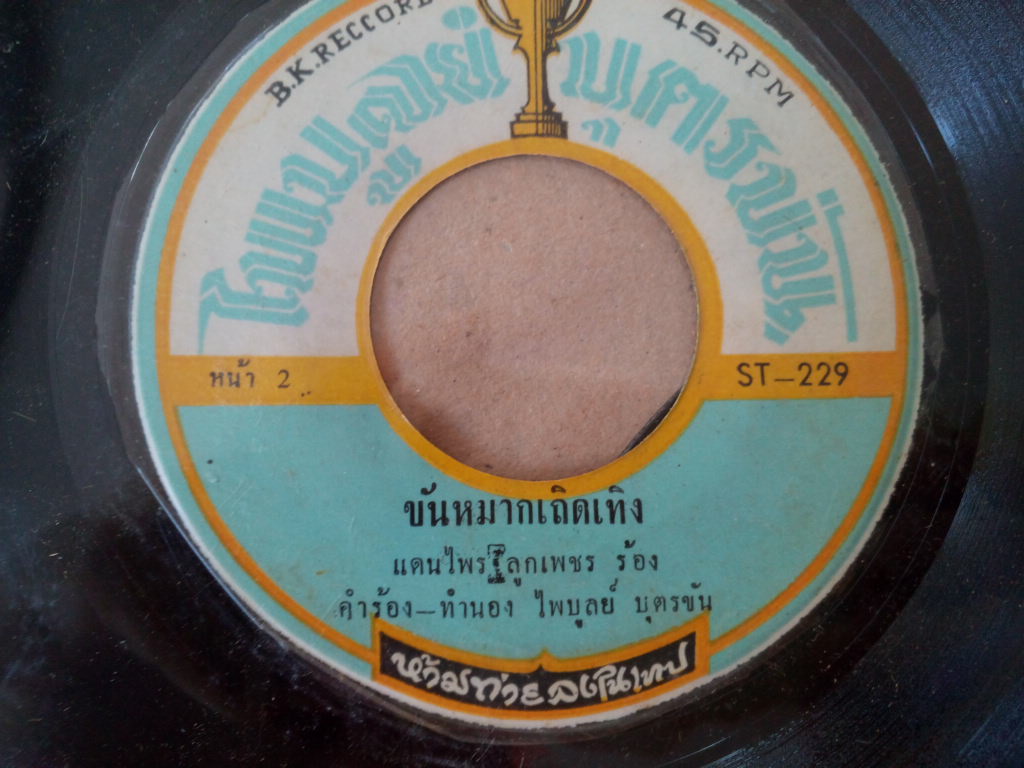 B.K.RECCORD
45.RPM
ไพบูลย์ บุตรขัน
หน้า 2
ST-229
ขันหมากเถิดเทิง
แดนไพร ลูกเพชร ร้อง
คำร้อง-ทำนอง ไพบูลย์ บุตรขัน
ห้ามถ่ายลงในเทป